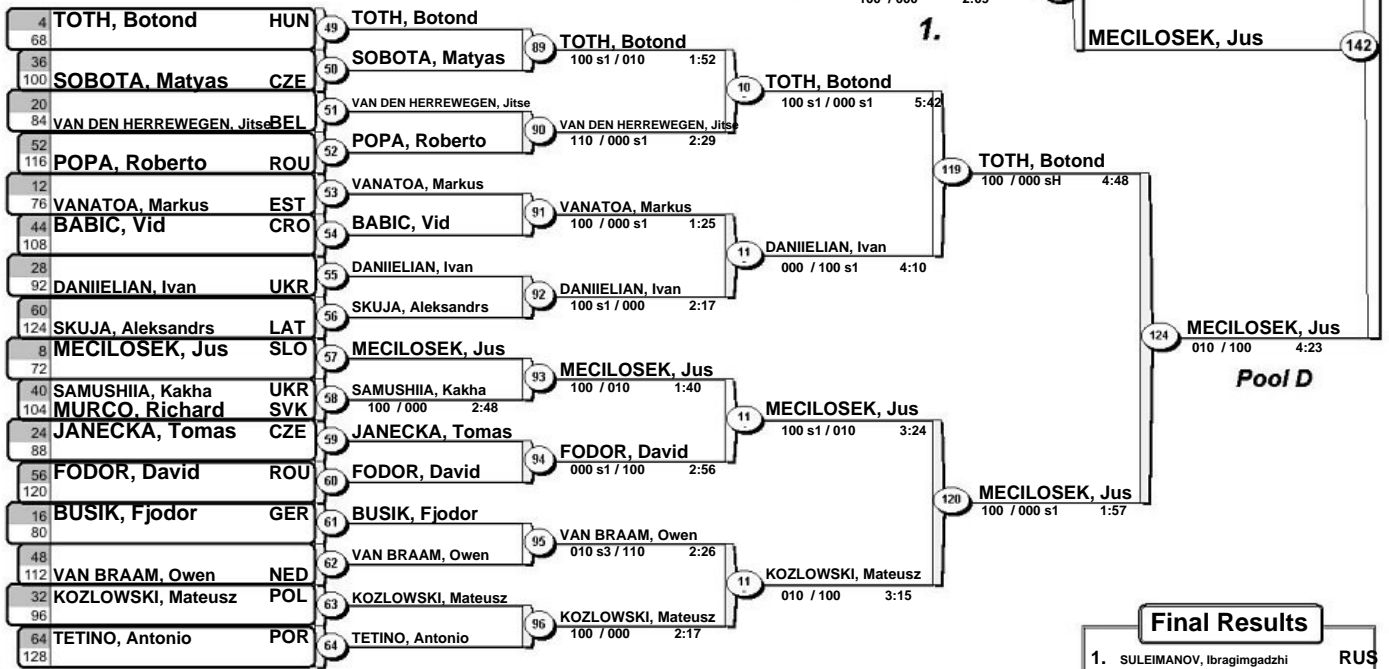 1.
MECILOSEK, Jus
142
4 TOTH, Botond HUN
68
36
100 SOBOTA, Matyas CZE
20
84 VAN DEN HERREWEGEN, Jitse BEL
52
116 POPA, Roberto ROU
12
76 VANATOA, Markus EST
44 BABIC, Vid CRO
108
28
92 DANIIELIAN, Ivan UKR
60
124 SKUJA, Aleksandrs LAT
8 MECILOSEK, Jus SLO
72
40 SAMUSHIIA, Kakha UKR
104 MURCO, Richard SVK
24 JANECKA, Tomas CZE
88
56 FODOR, David ROU
120
16 BUSIK, Fjodor GER
80
48
112 VAN BRAAM, Owen NED
32 KOZLOWSKI, Mateusz POL
96
64 TETINO, Antonio POR
128
49 TOTH, Botond
50 SOBOTA, Matyas
51 VAN DEN HERREWEGEN, Jitse
52 POPA, Roberto
53 VANATOA, Markus
54 BABIC, Vid
55 DANIIELIAN, Ivan
56 SKUJA, Aleksandrs
57 MECILOSEK, Jus
58 SAMUSHIIA, Kakha
100 / 000 2:48
59 JANECKA, Tomas
60 FODOR, David
61 BUSIK, Fjodor
62 VAN BRAAM, Owen
63 KOZLOWSKI, Mateusz
64 TETINO, Antonio
89 TOTH, Botond
100 s1 / 010 1:52
90 VAN DEN HERREWEGEN, Jitse
110 / 000 s1 2:29
91 VANATOA, Markus
100 / 000 s1 1:25
92 DANIIELIAN, Ivan
100 s1 / 000 2:17
93 MECILOSEK, Jus
100 / 010 1:40
94 FODOR, David
000 s1 / 100 2:56
95 VAN BRAAM, Owen
010 s3 / 110 2:26
96 KOZLOWSKI, Mateusz
100 / 000 2:17
10 TOTH, Botond
100 s1 / 000 s1 5:42
11 DANIIELIAN, Ivan
000 / 100 s1 4:10
11 MECILOSEK, Jus
100 s1 / 010 3:24
11 KOZLOWSKI, Mateusz
010 / 100 3:15
119 TOTH, Botond
100 / 000 sH 4:48
120 MECILOSEK, Jus
100 / 000 s1 1:57
124 MECILOSEK, Jus
010 / 100 4:23
Pool D
Final Results
1. SULEIMANOV, Ibragimgadzhi RUS